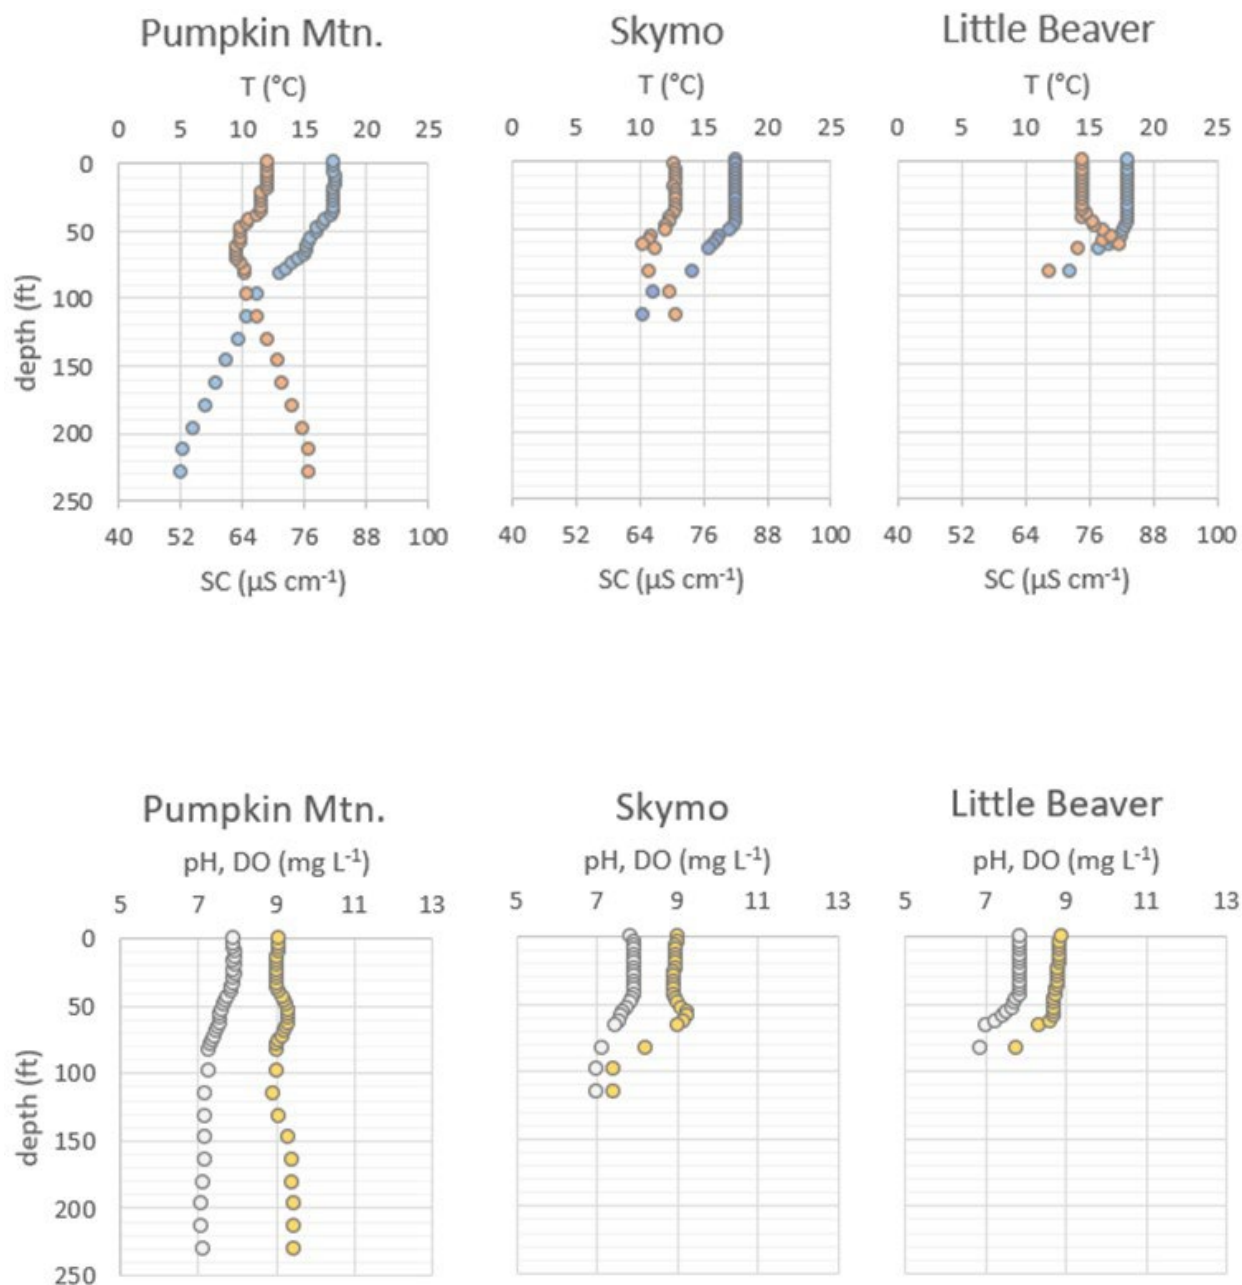 Pumpkin Mtn. Skymo Little Beaver
T (°C) T (°C) T (°C)
0 5 10 15 20 25 0 5 10 15 20 25 0 5 10 15 20 25
0
50
100
150
200
250
depth (ft)
40 52 64 76 88 100 40 52 64 76 88 100 40 52 64 76 88 100
SC (µS cm⁻¹) SC (µS cm⁻¹) SC (µS cm⁻¹)
Pumpkin Mtn. Skymo Little Beaver
pH, DO (mg L⁻¹) pH, DO (mg L⁻¹) pH, DO (mg L⁻¹)
5 7 9 11 13 5 7 9 11 13 5 7 9 11 13
0
50
100
150
200
250
depth (ft)